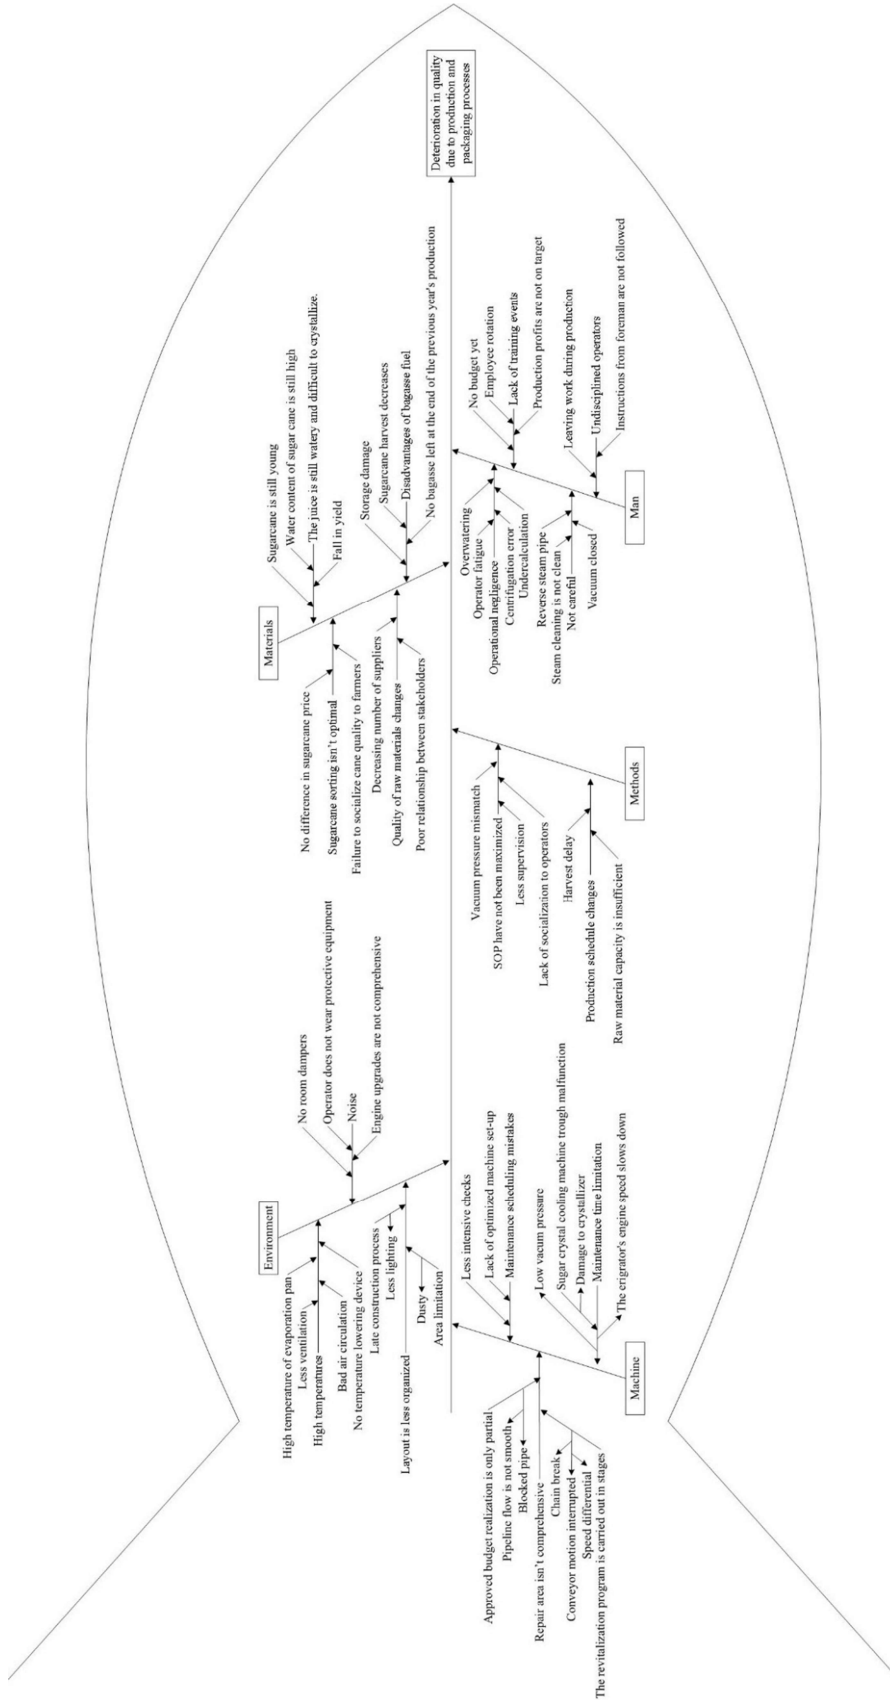 Environment
High temperature of evaporation pan
Less ventilation
High temperatures
Bad air circulation
No temperature lowering device
No room dampers
Operator does not wear protective equipment
Noise
Engine upgrades are not comprehensive
Late construction process
Less lighting
Layout is less organized
Dusty
Area limitation
Materials
No difference in sugarcane price
Sugarcane sorting isn't optimal
Failure to socialize cane quality to farmers
Sugarcane is still young
Water content of sugar cane is still high
The juice is still watery and difficult to crystallize.
Fall in yield
Decreasing number of suppliers
Quality of raw materials changes
Poor relationship between stakeholders
Storage damage
Sugarcane harvest decreases
Disadvantages of bagasse fuel
No bagasse left at the end of the previous year's production
Deterioration in quality
due to production and
packaging processes
Machine
Approved budget realization is only partial
Pipeline flow is not smooth
Blocked pipe
Repair area isn't comprehensive
Chain break
Conveyor motion interrupted
Speed differential
The revitalization program is carried out in stages
Less intensive checks
Lack of optimized machine set-up
Maintenance scheduling mistakes
Low vacum pressure
Sugar crystal cooling machine trough malfunction
Damage to crystallizer
Maintenance time limitation
The erigrator's engine speed slows down
Methods
Vacuum pressure mismatch
SOP have not been maximized
Less supervision
Lack of socialization to operators
Harvest delay
Production schedule changes
Raw material capacity is insufficient
Man
Overwatering
Operator fatigue
Operational negligence
Centrifugation error
Undercalculation
No budget yet
Employee rotation
Lack of training events
Production profits are not on target
Reverse steam pipe
Steam cleaning is not clean
Not careful
Vacuum closed
Leaving work during production
Undisciplined operators
Instructions from foreman are not followed